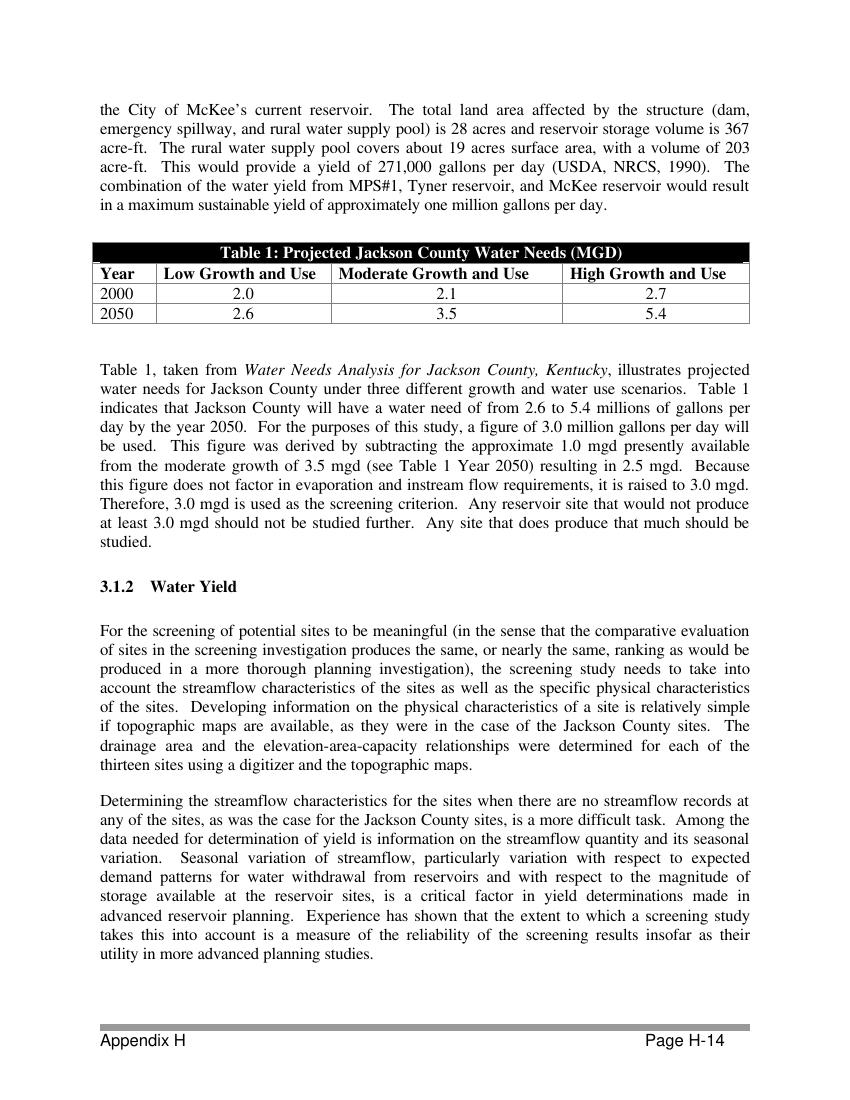 the City of McKee's current reservoir. The total land area affected by the structure (dam,
emergency spillway, and rural water supply pool) is 28 acres and reservoir storage volume is 367
acre-ft. The rural water supply pool covers about 19 acres surface area, with a volume of 203
acre-ft. This would provide a yield of 271,000 gallons per day (USDA, NRCS, 1990). The
combination of the water yield from MPS#1, Tyner reservoir, and McKee reservoir would result
in a maximum sustainable yield of approximately one million gallons per day.
Table 1: Projected Jackson County Water Needs (MGD)
Year Low Growth and Use Moderate Growth and Use High Growth and Use
2000 2.0 2.1 2.7
2050 2.6 3.5 5.4
Table 1, taken from Water Needs Analysis for Jackson County, Kentucky, illustrates projected
water needs for Jackson County under three different growth and water use scenarios. Table 1
indicates that Jackson County will have a water need of from 2.6 to 5.4 millions of gallons per
day by the year 2050. For the purposes of this study, a figure of 3.0 million gallons per day will
be used. This figure was derived by subtracting the approximate 1.0 mgd presently available
from the moderate growth of 3.5 mgd (see Table 1 Year 2050) resulting in 2.5 mgd. Because
this figure does not factor in evaporation and instream flow requirements, it is raised to 3.0 mgd.
Therefore, 3.0 mgd is used as the screening criterion. Any reservoir site that would not produce
at least 3.0 mgd should not be studied further. Any site that does produce that much should be
studied.
3.1.2 Water Yield
For the screening of potential sites to be meaningful (in the sense that the comparative evaluation
of sites in the screening investigation produces the same, or nearly the same, ranking as would be
produced in a more thorough planning investigation), the screening study needs to take into
account the streamflow characteristics of the sites as well as the specific physical characteristics
of the sites. Developing information on the physical characteristics of a site is relatively simple
if topographic maps are available, as they were in the case of the Jackson County sites. The
drainage area and the elevation-area-capacity relationships were determined for each of the
thirteen sites using a digitizer and the topographic maps.
Determining the streamflow characteristics for the sites when there are no streamflow records at
any of the sites, as was the case for the Jackson County sites, is a more difficult task. Among the
data needed for determination of yield is information on the streamflow quantity and its seasonal
variation. Seasonal variation of streamflow, particularly variation with respect to expected
demand patterns for water withdrawal from reservoirs and with respect to the magnitude of
storage available at the reservoir sites, is a critical factor in yield determinations made in
advanced reservoir planning. Experience has shown that the extent to which a screening study
takes this into account is a measure of the reliability of the screening results insofar as their
utility in more advanced planning studies.
Appendix H Page H-14